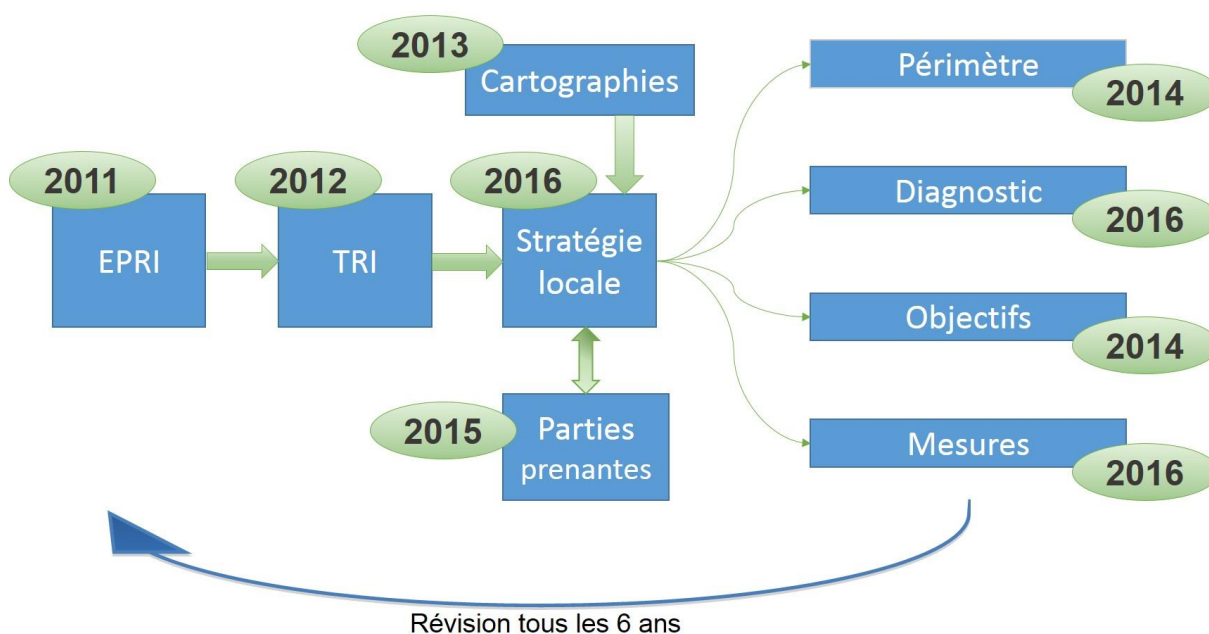 2013
Cartographies
Périmètre
2014
2011
EPRI
2012
TRI
2016
Stratégie
locale
Diagnostic
2016
Objectifs
2014
2015
Parties
prenantes
Mesures
2016
Révision tous les 6 ans